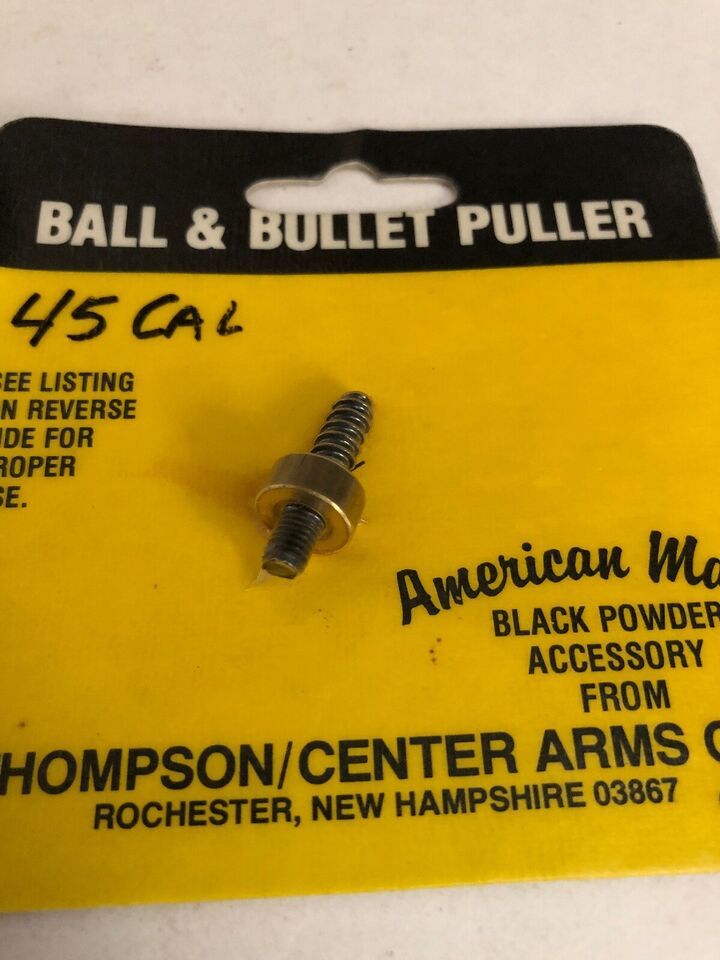 BALL & BULLET PULLER
45 CAL
SEE LISTING
N REVERSE
IDE FOR
ROPER
SE.
American Ma
BLACK POWDER
ACCESSORY
FROM
HOMPSON/CENTER ARMS C
ROCHESTER, NEW HAMPSHIRE 03867